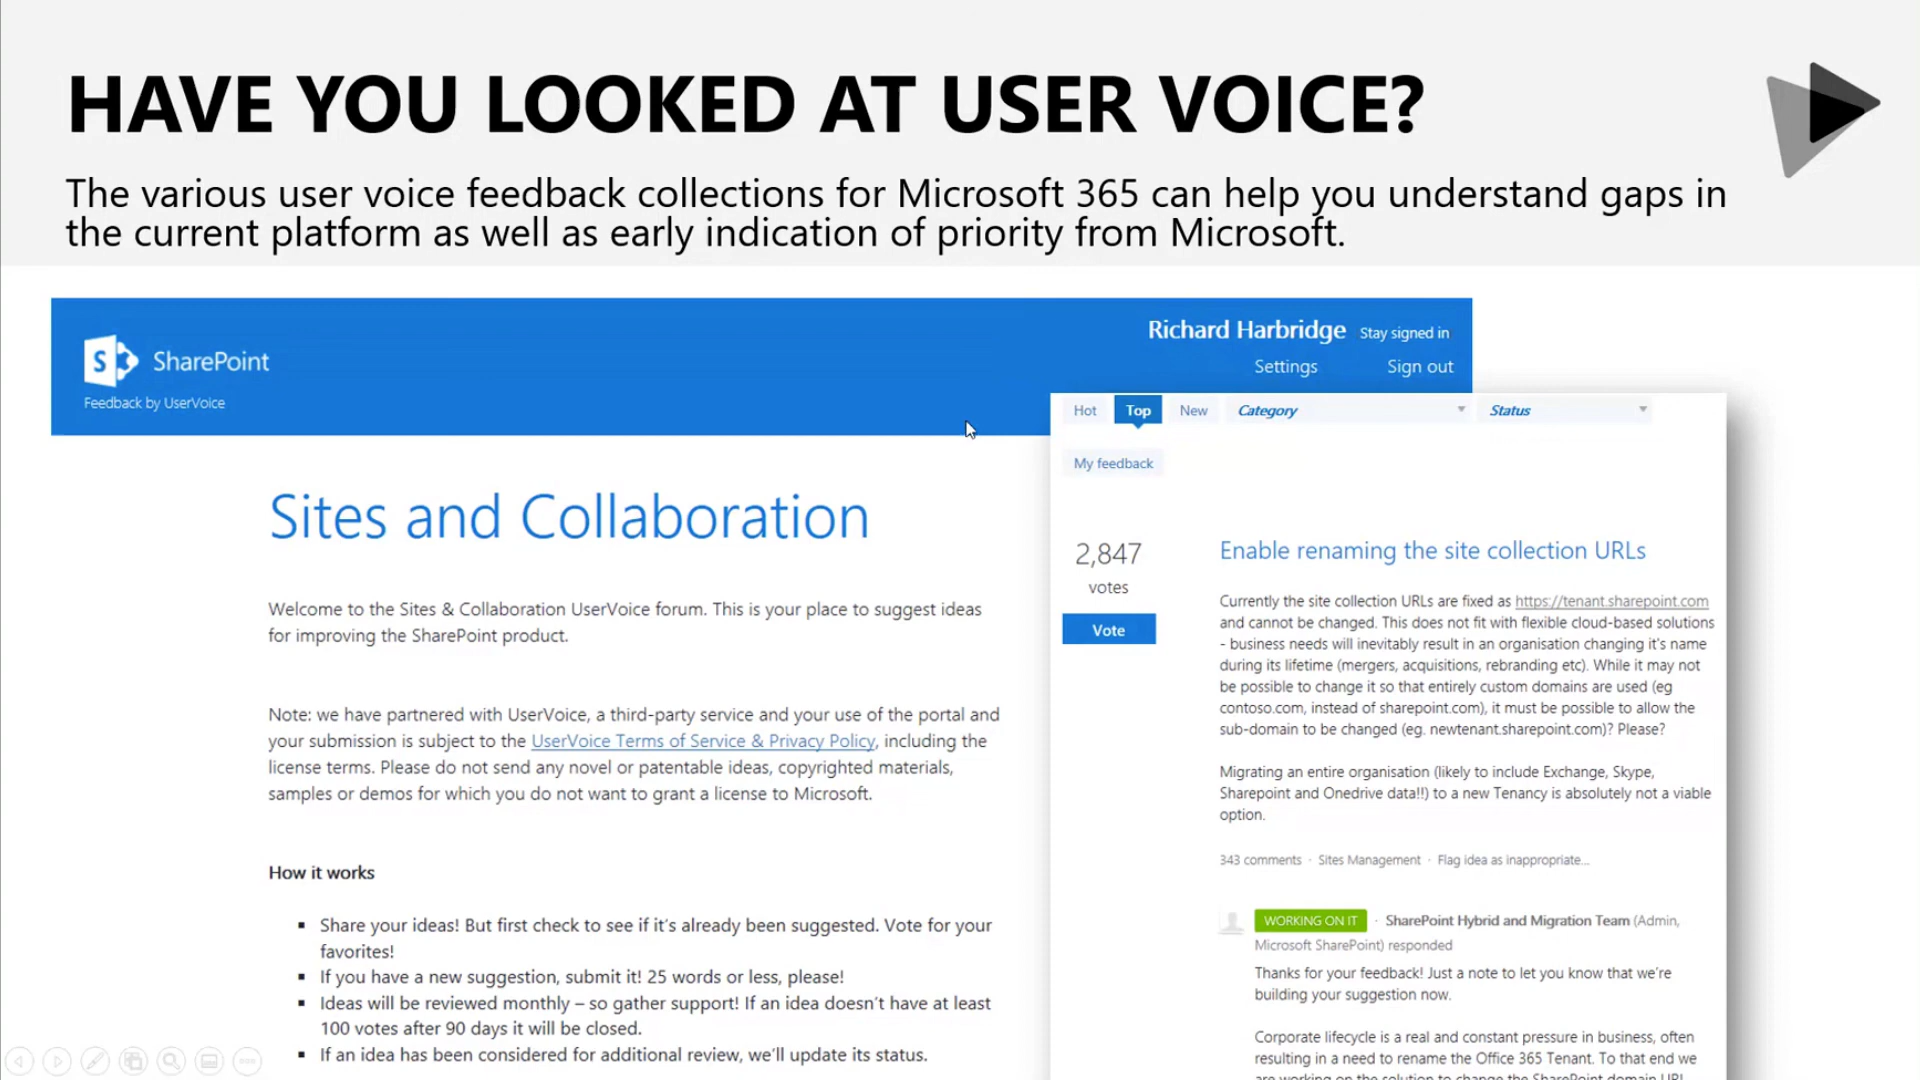 HAVE YOU LOOKED AT USER VOICE?
The various user voice feedback collections for Microsoft 365 can help you understand gaps in
the current platform as well as early indication of priority from Microsoft.
S SharePoint
Feedback by UserVoice
Richard Harbridge Stay signed in
Settings Sign out
Sites and Collaboration
Welcome to the Sites & Collaboration UserVoice forum. This is your place to suggest ideas
for improving the SharePoint product.
Note: we have partnered with UserVoice, a third-party service and your use of the portal and
your submission is subject to the UserVoice Terms of Service & Privacy Policy, including the
license terms. Please do not send any novel or patentable ideas, copyrighted materials,
samples or demos for which you do not want to grant a license to Microsoft.
How it works
▪ Share your ideas! But first check to see if it's already been suggested. Vote for your
favorites!
▪ If you have a new suggestion, submit it! 25 words or less, please!
▪ Ideas will be reviewed monthly – so gather support! If an idea doesn't have at least
100 votes after 90 days it will be closed.
▪ If an idea has been considered for additional review, we'll update its status.
Hot Top New Category Status
My feedback
2,847
votes
Vote
Enable renaming the site collection URLs
Currently the site collection URLs are fixed as https://tenant.sharepoint.com
and cannot be changed. This does not fit with flexible cloud-based solutions
- business needs will inevitably result in an organisation changing it's name
during its lifetime (mergers, acquisitions, rebranding etc). While it may not
be possible to change it so that entirely custom domains are used (eg
contoso.com, instead of sharepoint.com), it must be possible to allow the
sub-domain to be changed (eg. newtenant.sharepoint.com)? Please?
Migrating an entire organisation (likely to include Exchange, Skype,
Sharepoint and Onedrive data!!) to a new Tenancy is absolutely not a viable
option.
343 comments · Sites Management · Flag idea as inappropriate...
WORKING ON IT · SharePoint Hybrid and Migration Team (Admin,
Microsoft SharePoint) responded
Thanks for your feedback! Just a note to let you know that we're
building your suggestion now.
Corporate lifecycle is a real and constant pressure in business, often
resulting in a need to rename the Office 365 Tenant. To that end we
are working on the solution to change the SharePoint domain URL